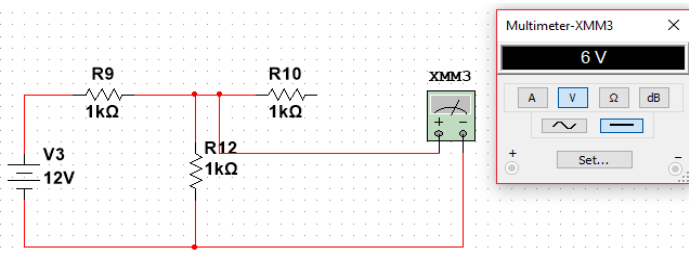 Multimeter-XMM3
6 V
A V Ω dB
+ Set... -
R9
1kΩ
R10
1kΩ
XMM3
+ -
V3
12V
R12
1kΩ